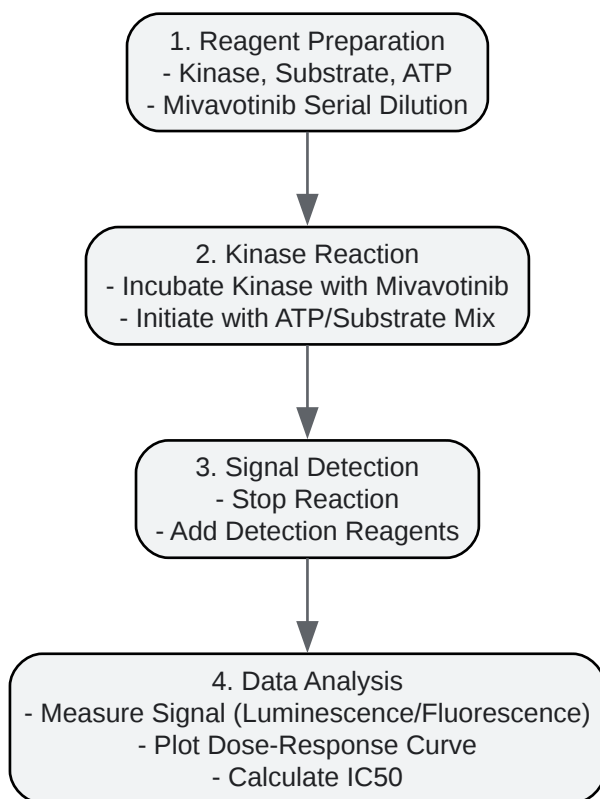 1. Reagent Preparation
- Kinase, Substrate, ATP
- Mivavotinib Serial Dilution
2. Kinase Reaction
- Incubate Kinase with Mivavotinib
- Initiate with ATP/Substrate Mix
3. Signal Detection
- Stop Reaction
- Add Detection Reagents
4. Data Analysis
- Measure Signal (Luminescence/Fluorescence)
- Plot Dose-Response Curve
- Calculate IC50